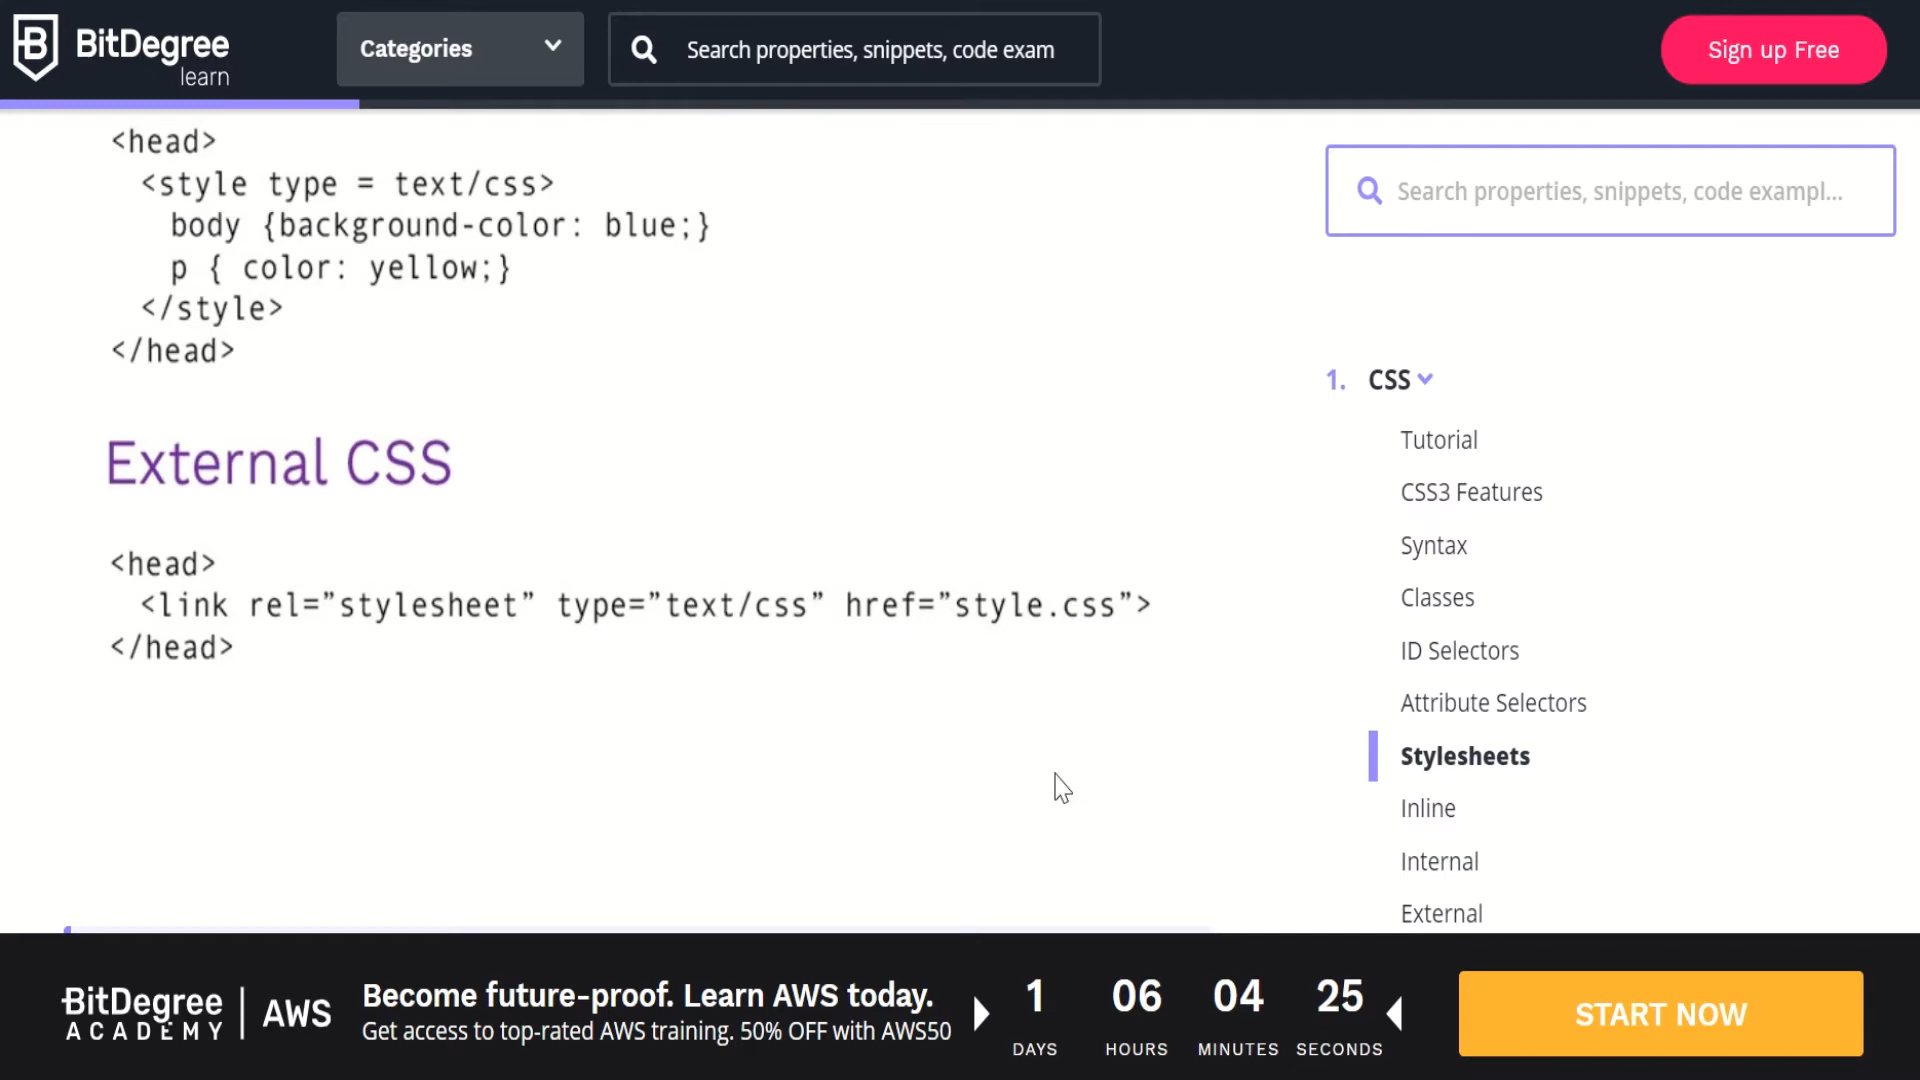 BitDegree
learn
Categories
Search properties, snippets, code exam
Sign up Free
<head>
<style type = text/css>
body {background-color: blue;}
p { color: yellow;}
</style>
</head>
External CSS
<head>
<link rel=”stylesheet” type=”text/css” href=”style.css”>
</head>
Search properties, snippets, code exampl...
1. CSS
Tutorial
CSS3 Features
Syntax
Classes
ID Selectors
Attribute Selectors
Stylesheets
Inline
Internal
External
BitDegree
ACADEMY
AWS
Become future-proof. Learn AWS today.
Get access to top-rated AWS training. 50% OFF with AWS50
1 06 04 25
DAYS HOURS MINUTES SECONDS
START NOW